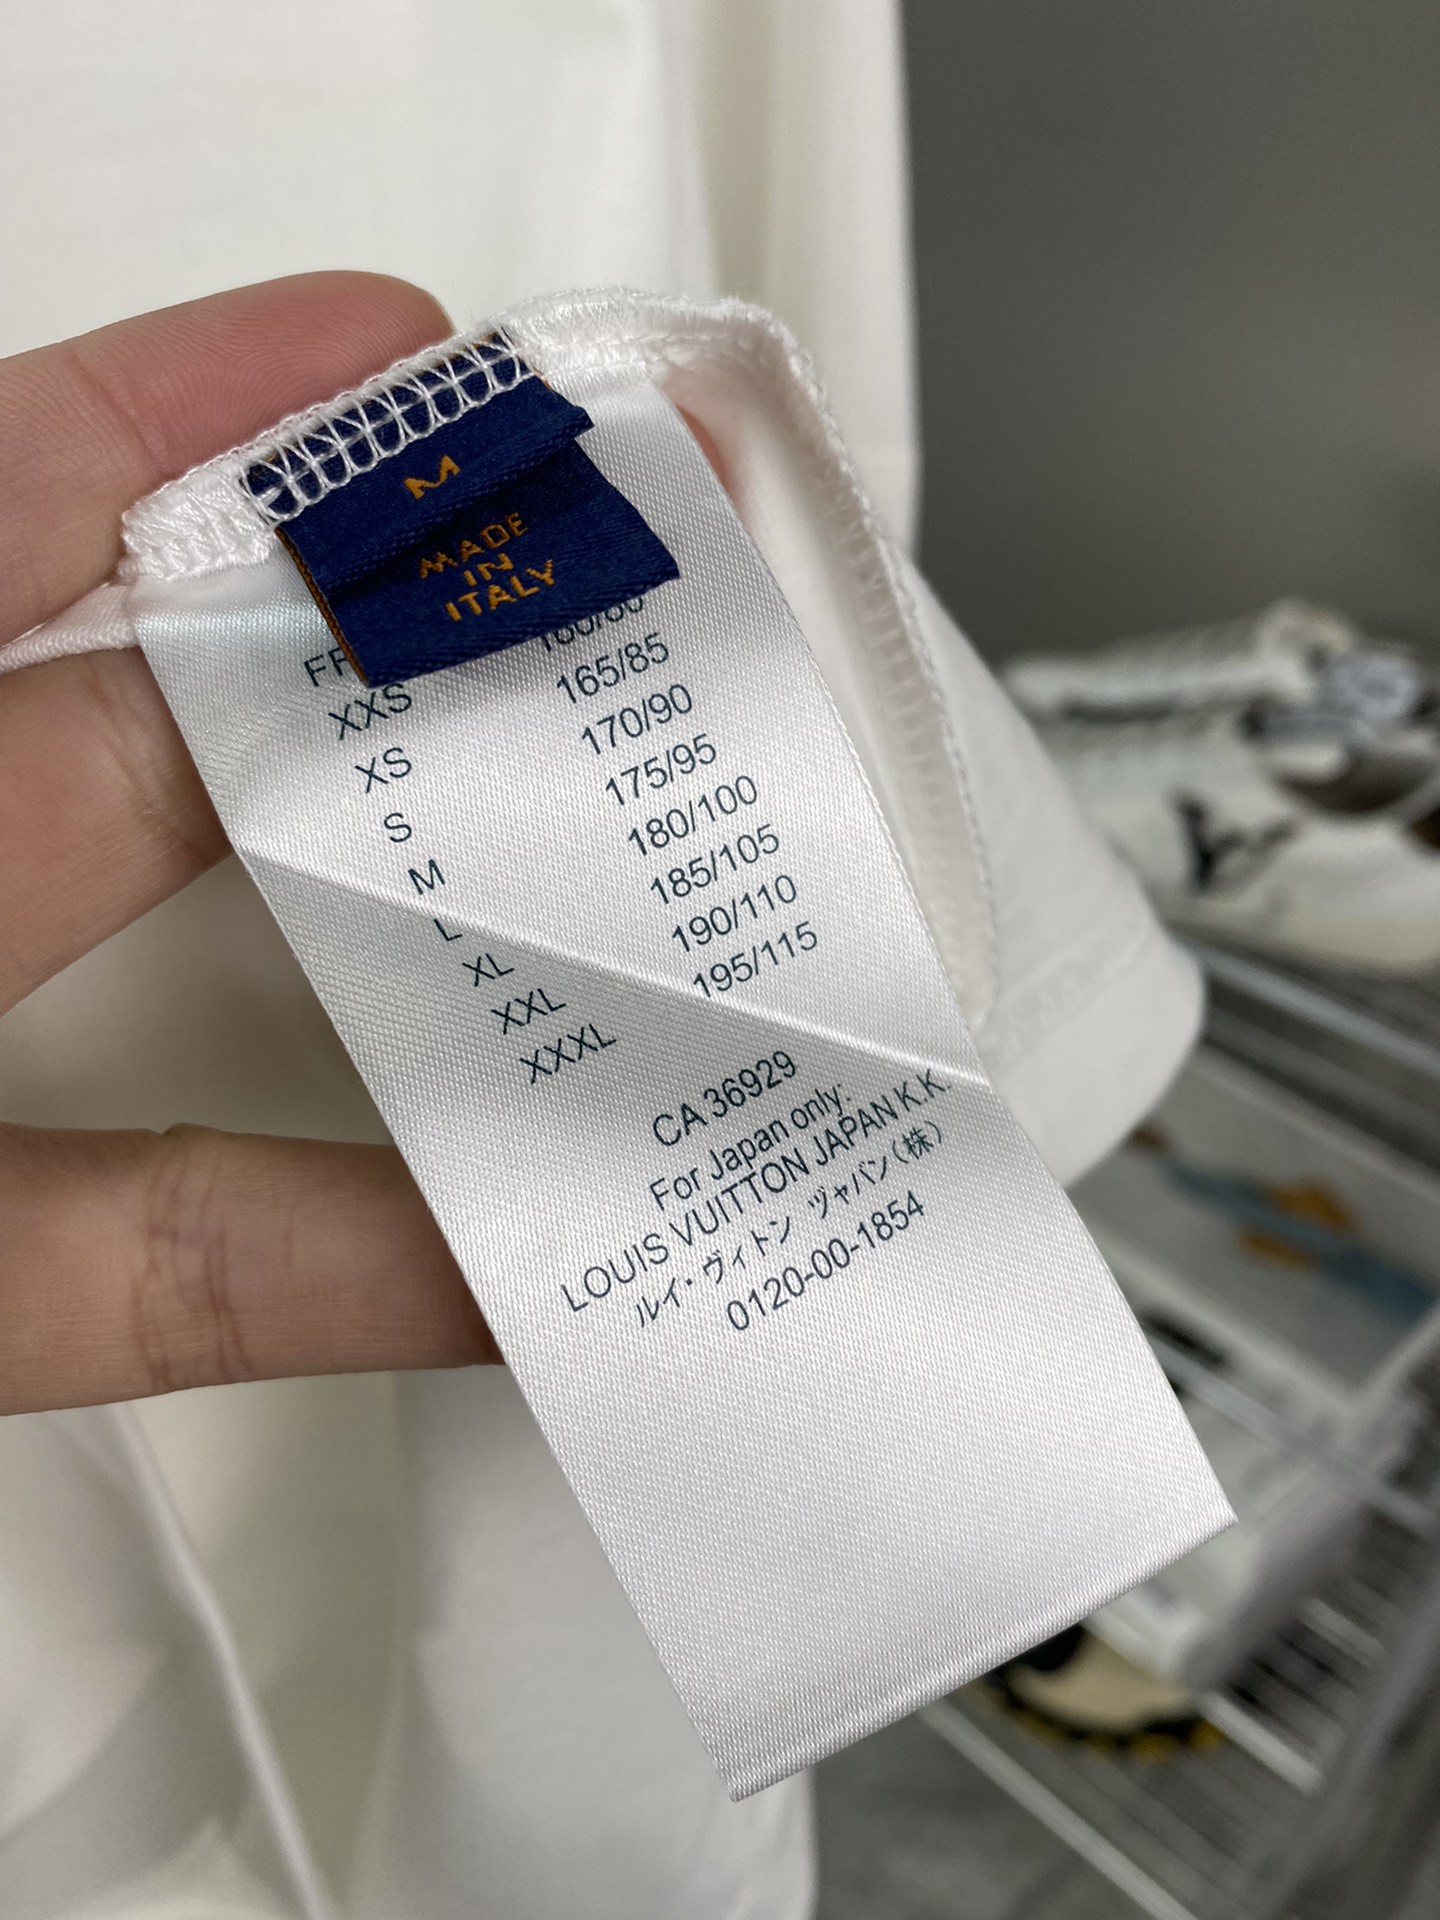 M
MADE
IN
ITALY
FR
XXS 165/85
XS 170/90
S 175/95
M 180/100
L 185/105
XL 190/110
XXL 195/115
XXXL
CA 36929
For Japan only:
LOUIS VUITTON JAPAN K.K.
ルイ・ヴィトン ヅャパン(株)
0120-00-1854